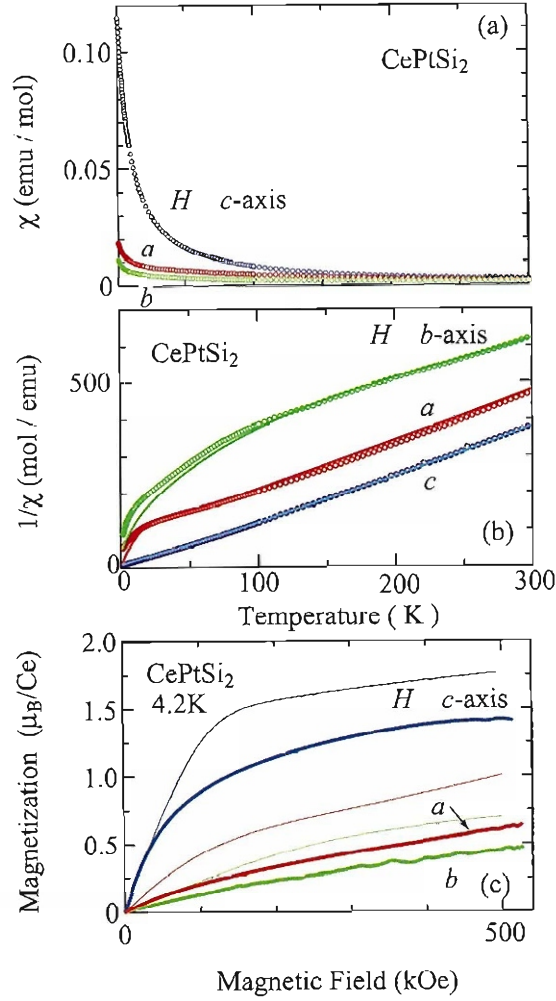 (a)
0.10
CePtSi2
0.05
H c-axis
a
0
b
χ (emu / mol)
CePtSi2
H b-axis
500
a
c
(b)
0
1/χ (mol / emu)
0 100 200 300
Temperature ( K )
2.0
CePtSi2
4.2K
H c-axis
1.5
1.0
a
0.5
b
(c)
0
Magnetization (μB/Ce)
0 500
Magnetic Field (kOe)